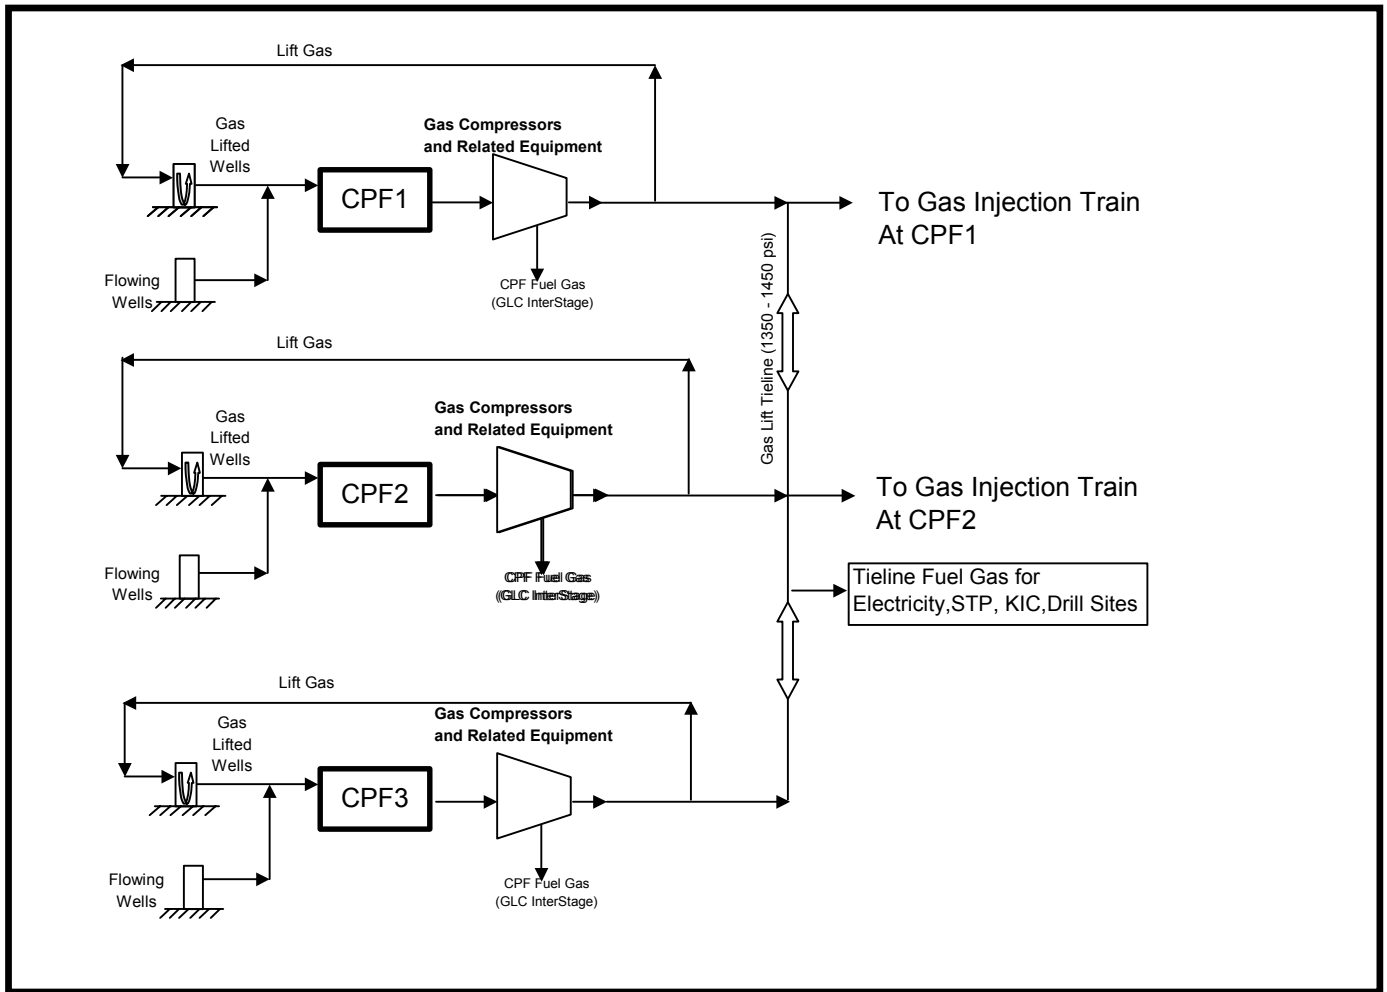 Lift Gas
Gas
Lifted
Wells
Gas Compressors
and Related Equipment
CPF1
To Gas Injection Train
At CPF1
Flowing
Wells
CPF Fuel Gas
(GLC InterStage)
Gas Lift Tieline (1350 - 1450 psi)
Lift Gas
Gas
Lifted
Wells
Gas Compressors
and Related Equipment
CPF2
To Gas Injection Train
At CPF2
Flowing
Wells
CPF Fuel Gas
(GLC InterStage)
Tieline Fuel Gas for
Electricity,STP, KIC,Drill Sites
Lift Gas
Gas
Lifted
Wells
Gas Compressors
and Related Equipment
CPF3
Flowing
Wells
CPF Fuel Gas
(GLC InterStage)